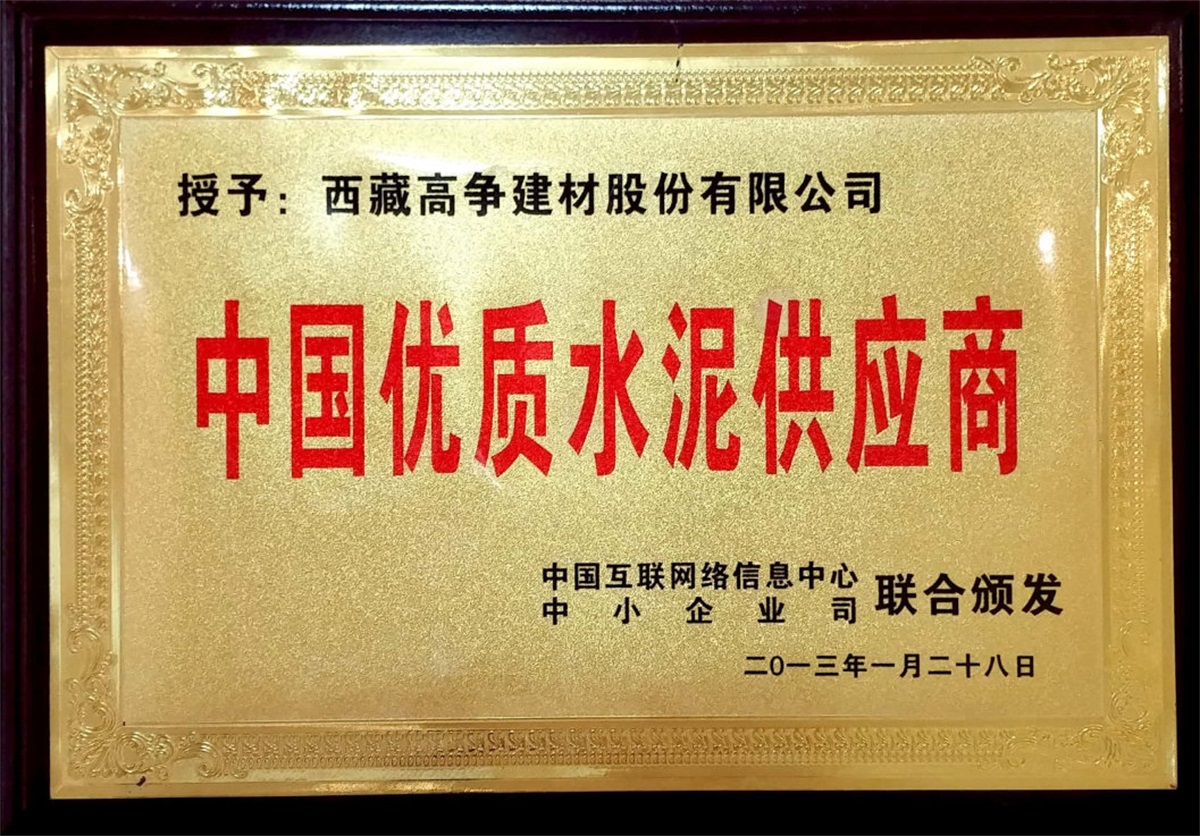 授予：西藏高争建材股份有限公司
中国优质水泥供应商
中国互联网络信息中心
中小企业司
联合颁发
二0一三年一月二十八日